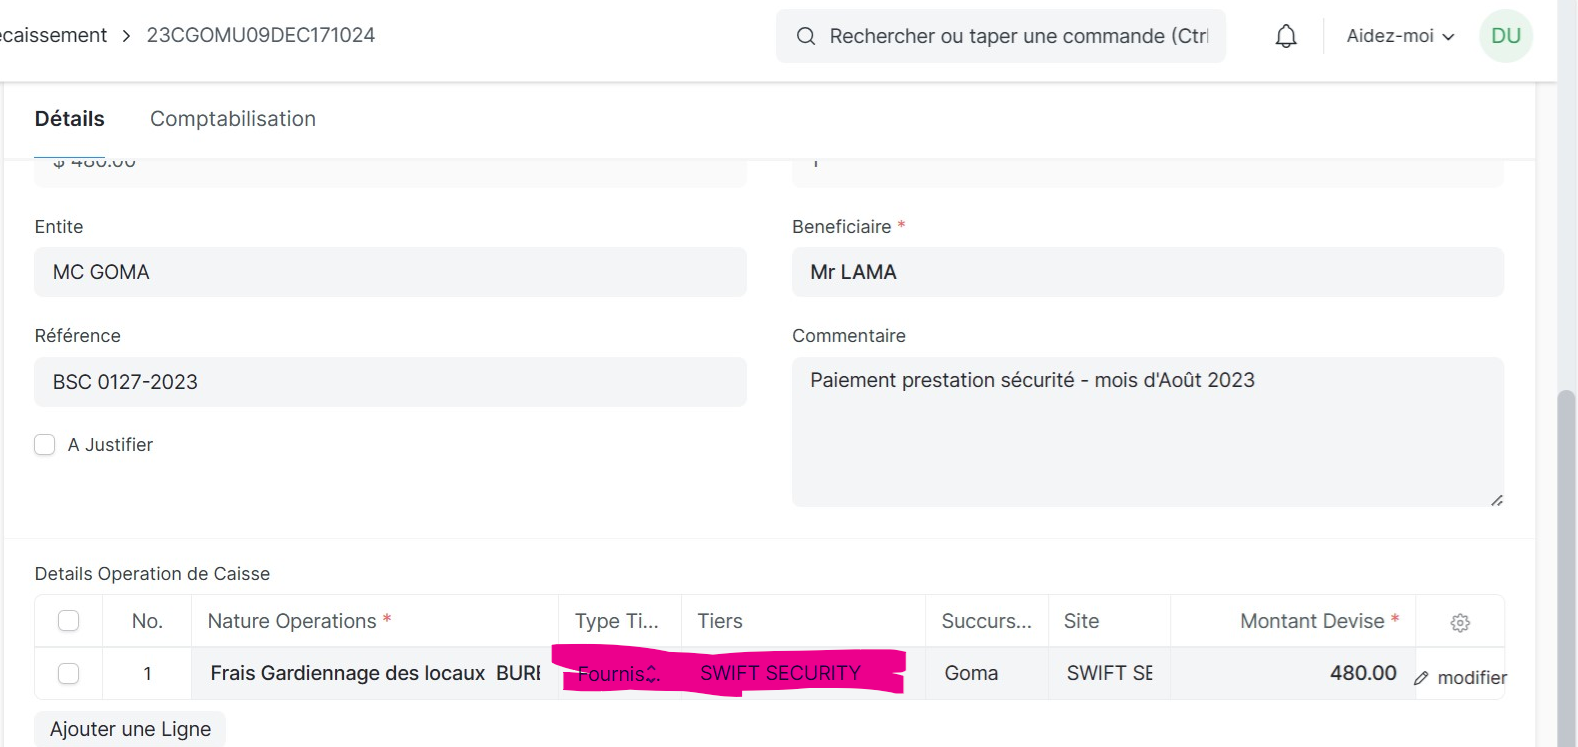 ecaissement > 23CGOMU09DEC171024
Rechercher ou taper une commande (Ctrl
Aidez-moi
DU
Détails
Comptabilisation
$ 480.00
1
Entite
MC GOMA
Beneficiaire *
Mr LAMA
Référence
BSC 0127-2023
Commentaire
Paiement prestation sécurité - mois d'Août 2023
A Justifier
Details Operation de Caisse
No. Nature Operations * Type Ti... Tiers Succurs... Site Montant Devise *
1 Frais Gardiennage des locaux BURE Fournis. SWIFT SECURITY Goma SWIFT SE 480.00 modifier
Ajouter une Ligne